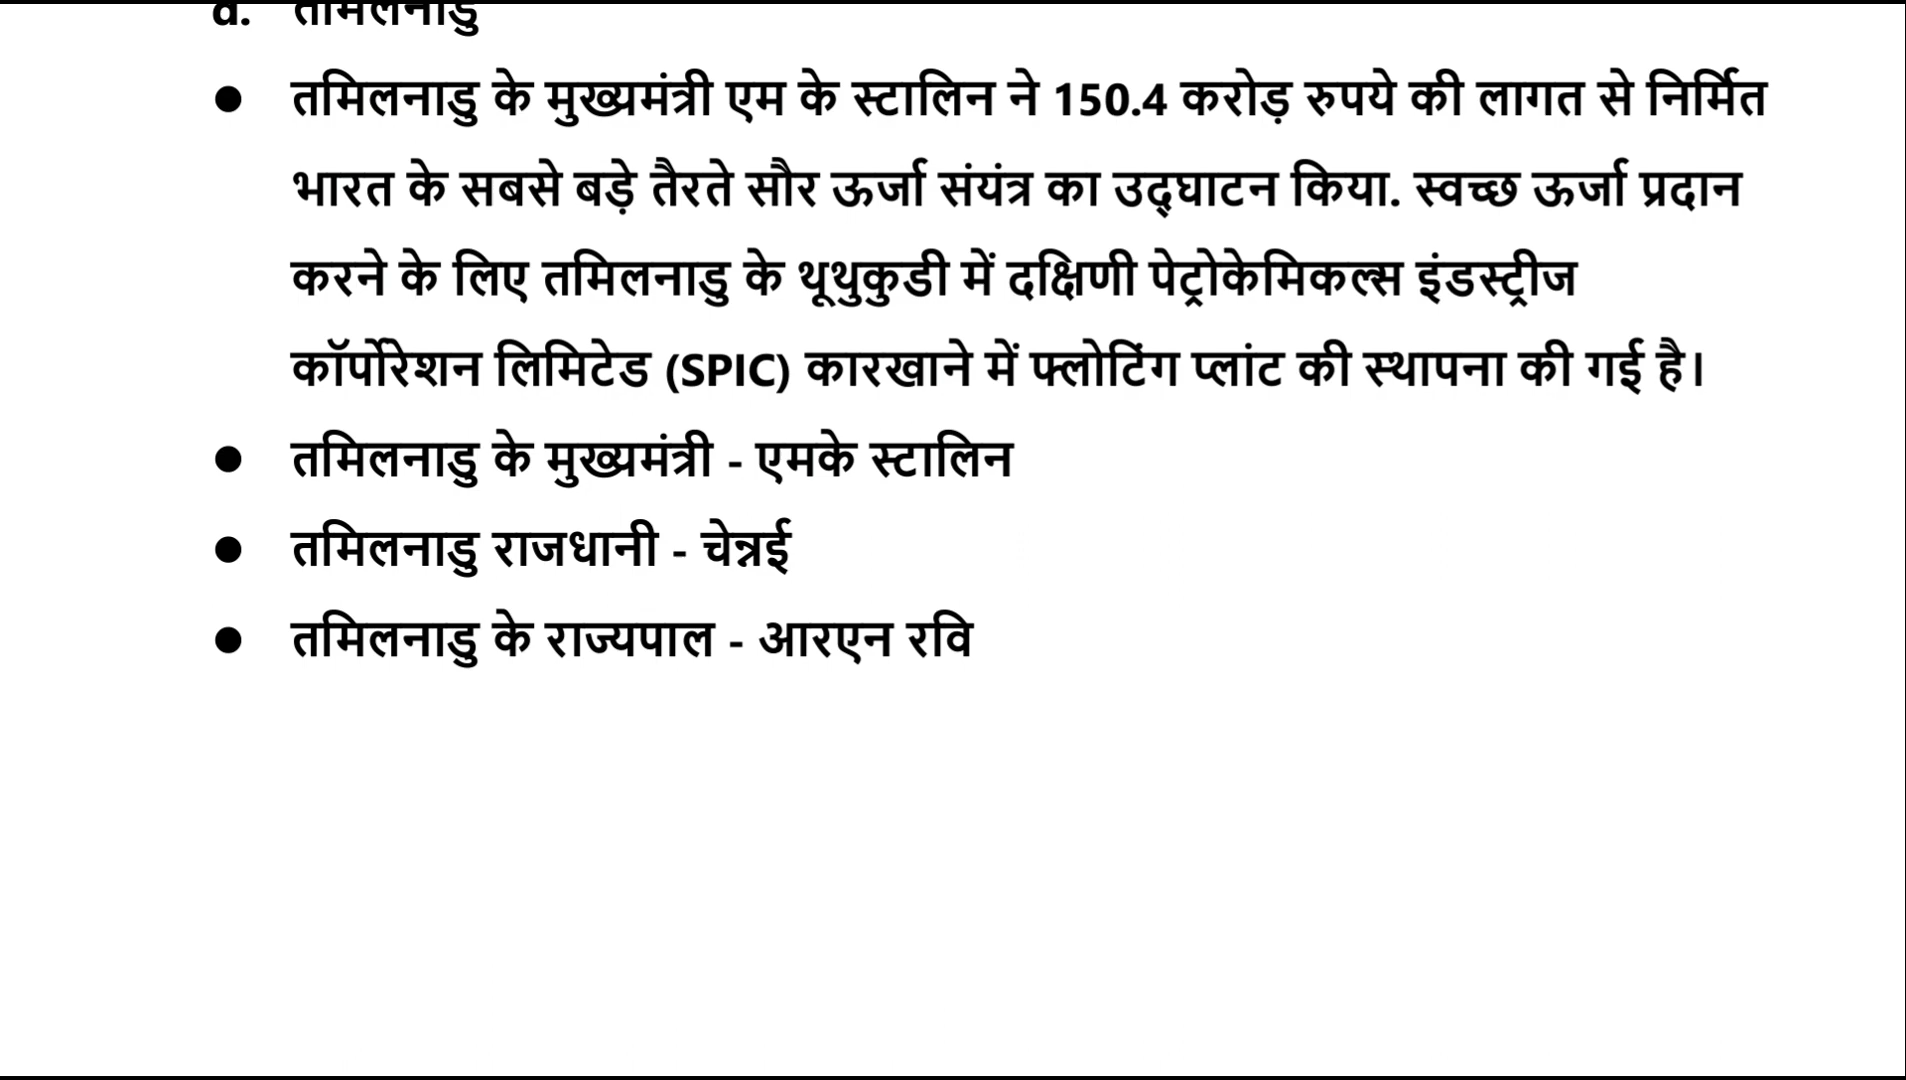 d. तमिलनाडु
● तमिलनाडु के मुख्यमंत्री एम के स्टालिन ने 150.4 करोड़ रुपये की लागत से निर्मित
भारत के सबसे बड़े तैरते सौर ऊर्जा संयंत्र का उद्घाटन किया. स्वच्छ ऊर्जा प्रदान
करने के लिए तमिलनाडु के थूथुकुडी में दक्षिणी पेट्रोकेमिकल्स इंडस्ट्रीज
कॉर्पोरेशन लिमिटेड (SPIC) कारखाने में फ्लोटिंग प्लांट की स्थापना की गई है।
● तमिलनाडु के मुख्यमंत्री - एमके स्टालिन
● तमिलनाडु राजधानी - चेन्नई
● तमिलनाडु के राज्यपाल - आरएन रवि